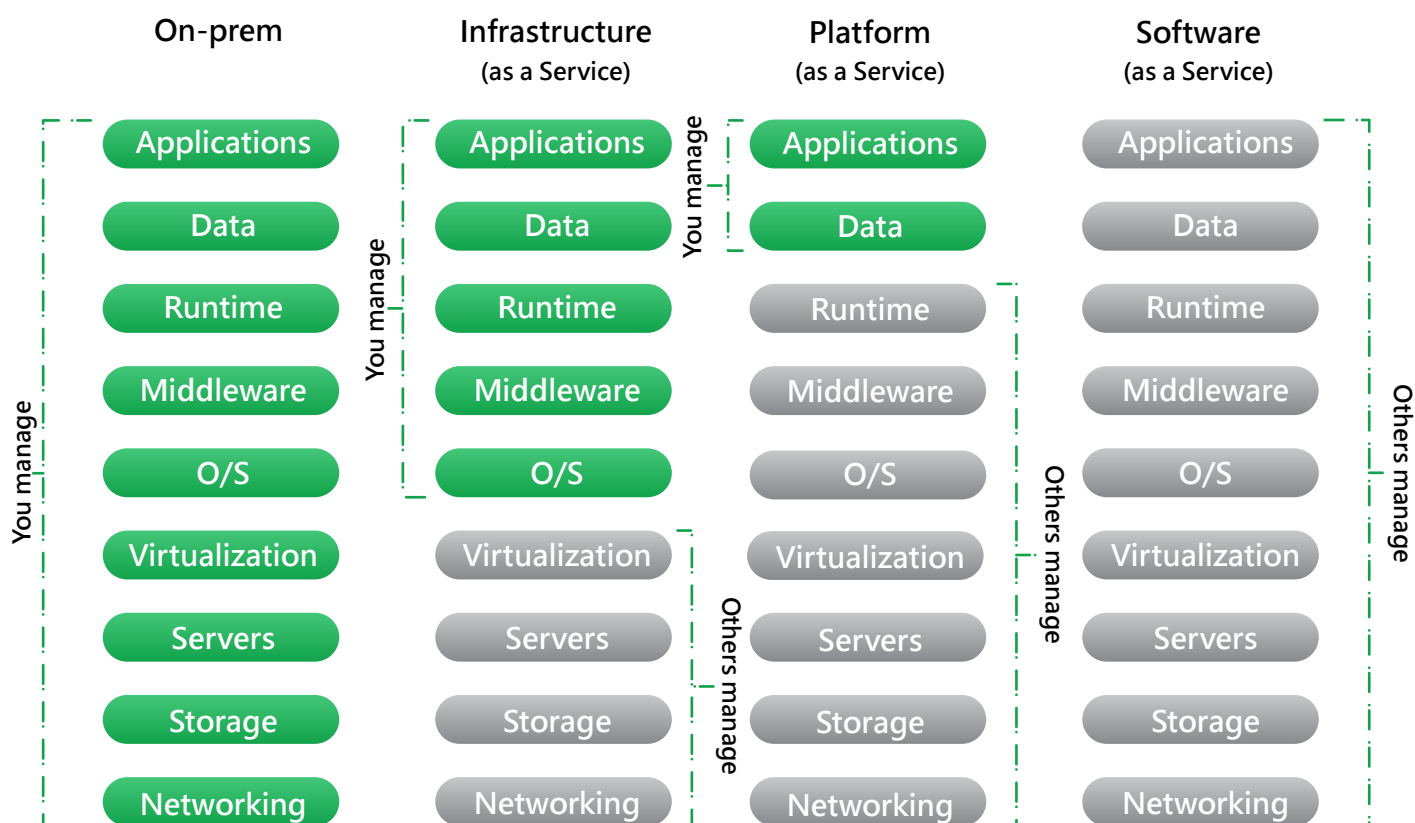 On-prem
Infrastructure
(as a Service)
Platform
(as a Service)
Software
(as a Service)
You manage
Applications
Data
Runtime
Middleware
O/S
Virtualization
Servers
Storage
Networking
You manage
Applications
Data
Runtime
Middleware
O/S
Virtualization
Servers
Storage
Networking
Others manage
You manage
Applications
Data
Runtime
Middleware
O/S
Virtualization
Servers
Storage
Networking
Others manage
Applications
Data
Runtime
Middleware
O/S
Virtualization
Servers
Storage
Networking
Others manage